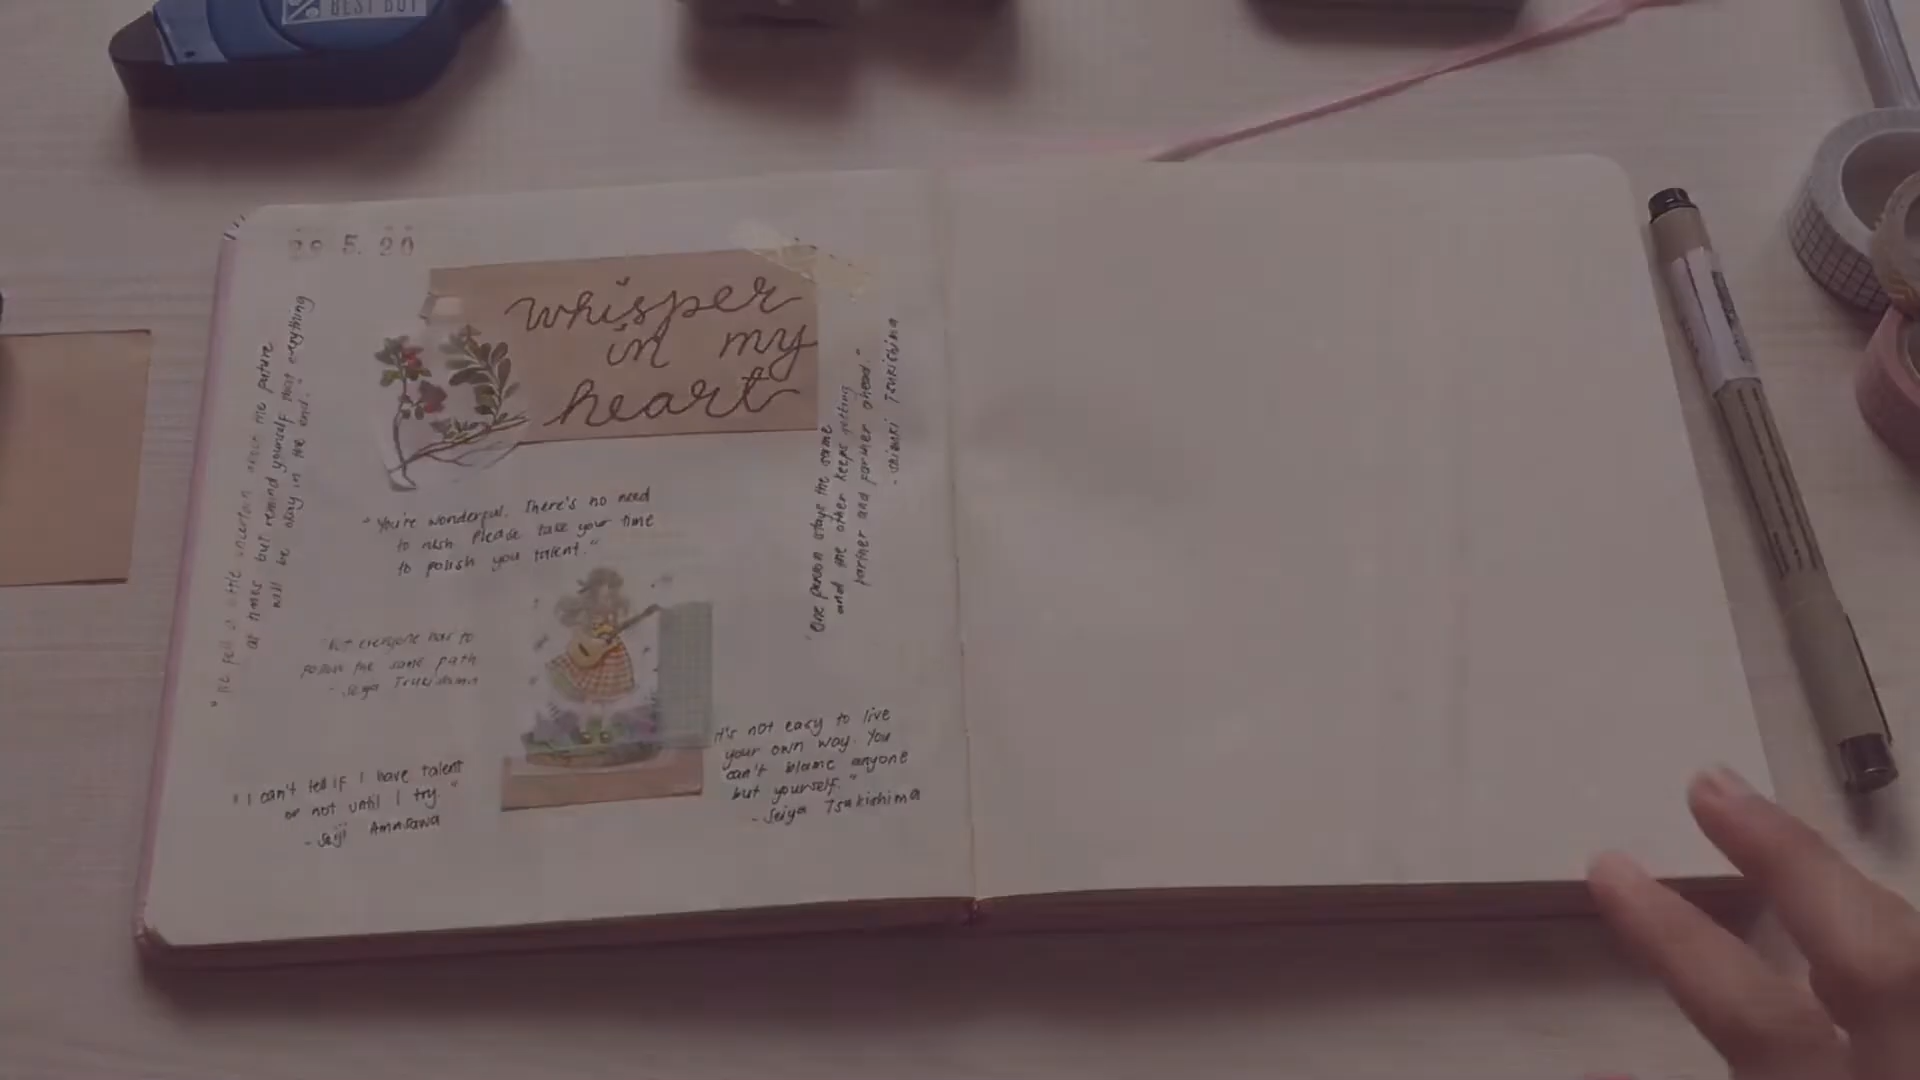 % BEST BUY
29. 5. 20
whisper
in my
heart
"You're wonderful. There's no need
to rush. Please take your time
to polish you talent."
at times but remind yourself that everything
will be okay in the end."
"One person stays the same
and the other keeps getting
farther and farther ahead."
- Shizuki Tsukishima
"Not everyone has to
follow the same path
- Seiya Tsukishima
"I can't tell if I have talent
or not until I try."
- Seiji Amasawa
It's not easy to live
your own way. You
can't blame anyone
but yourself."
- Seiya Tsukishima